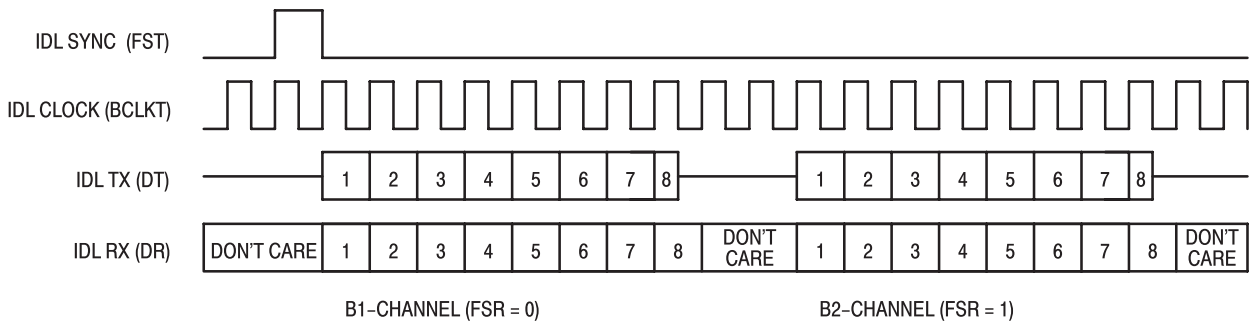 IDL SYNC (FST)
IDL CLOCK (BCLKT)
IDL TX (DT) 1 2 3 4 5 6 7 8 1 2 3 4 5 6 7 8
IDL RX (DR) DON'T CARE 1 2 3 4 5 6 7 8 DON'T CARE 1 2 3 4 5 6 7 8 DON'T CARE
B1–CHANNEL (FSR = 0) B2–CHANNEL (FSR = 1)